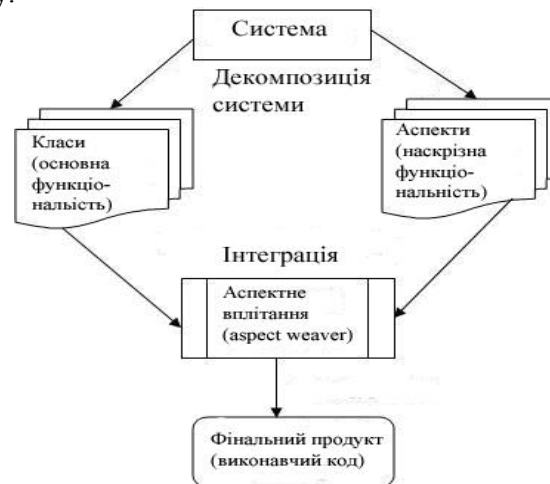 у.
Система
Декомпозиція
системи
Класи
(основна
функціо-
нальість)
Аспекти
(наскрізна
функціо-
нальність)
Інтеграція
Аспектне
вплітання
(aspect weaver)
Фінальний продукт
(виконавчий код)